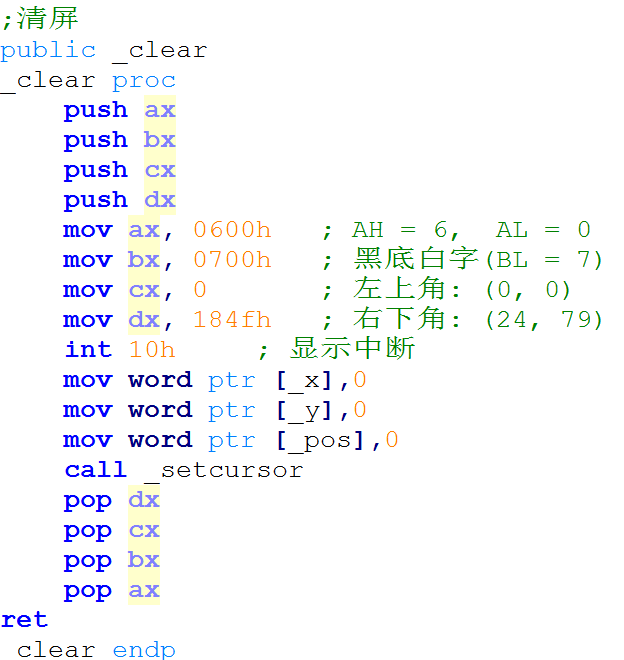 ;清屏
public _clear
_clear proc
    push ax
    push bx
    push cx
    push dx
    mov ax, 0600h   ; AH = 6,  AL = 0
    mov bx, 0700h   ; 黑底白字(BL = 7)
    mov cx, 0       ; 左上角: (0, 0)
    mov dx, 184fh   ; 右下角: (24, 79)
    int 10h     ; 显示中断
    mov word ptr [_x],0
    mov word ptr [_y],0
    mov word ptr [_pos],0
    call _setcursor
    pop dx
    pop cx
    pop bx
    pop ax
ret
 clear endp